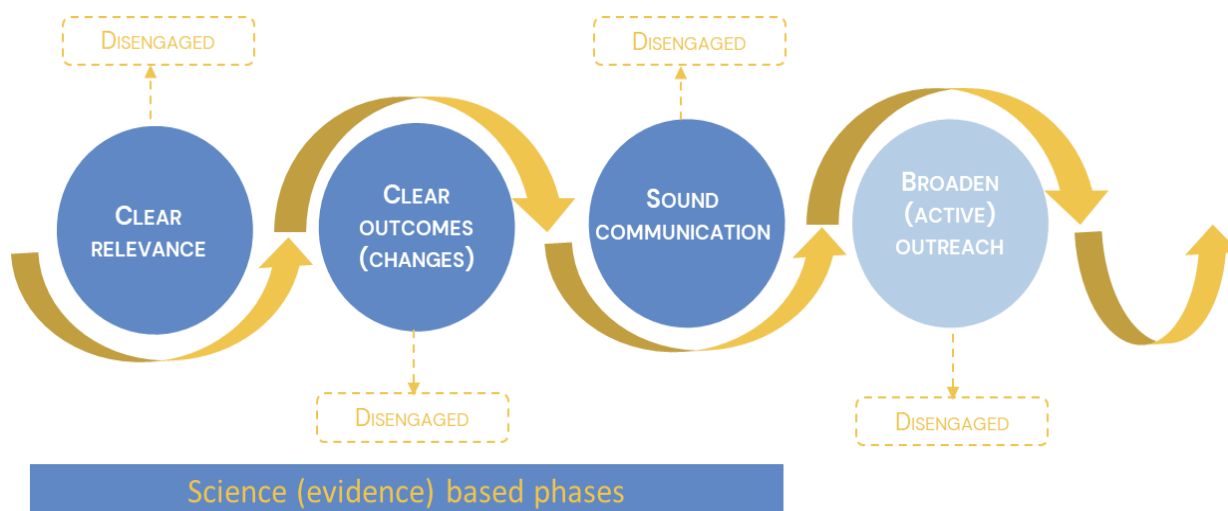 DISENGAGED
DISENGAGED
CLEAR
RELEVANCE
CLEAR
OUTCOMES
(CHANGES)
SOUND
COMMUNICATION
BROADEN
(ACTIVE)
OUTREACH
DISENGAGED
DISENGAGED
Science (evidence) based phases